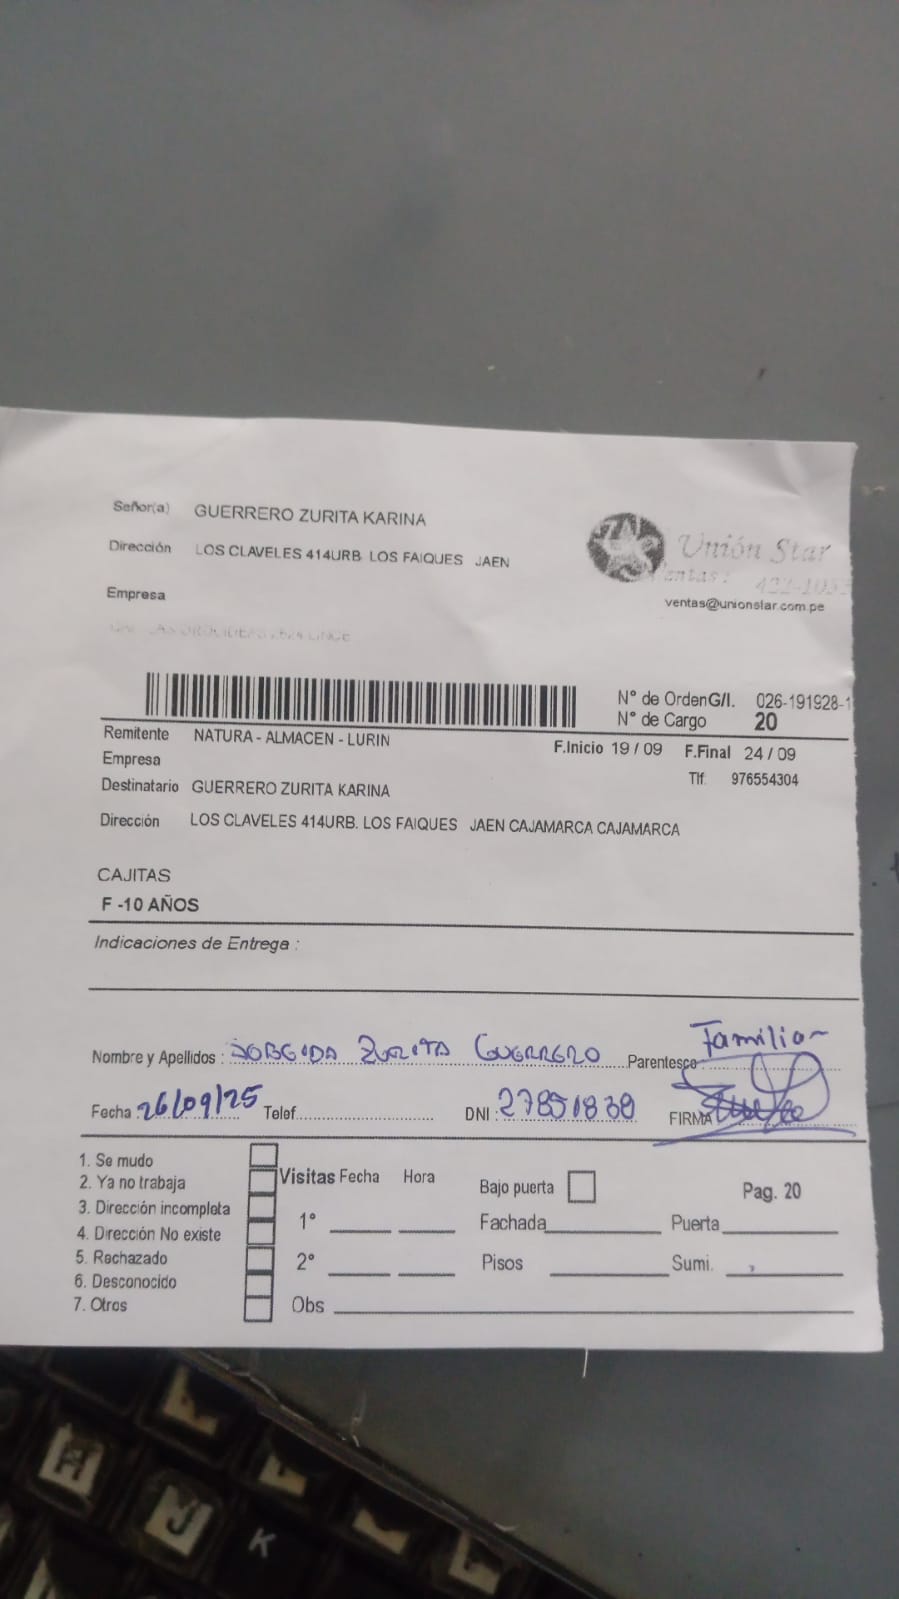 Señor(a) GUERRERO ZURITA KARINA
Dirección LOS CLAVELES 414URB. LOS FAIQUES JAEN
Unión Star
Ventas: 422-105
Empresa
ventas@unionstar.com.pe
N° de OrdenG/I. 026-191928-1
N° de Cargo 20
Remitente NATURA - ALMACEN - LURIN
F.Inicio 19 / 09 F.Final 24 / 09
Empresa
Tlf. 976554304
Destinatario GUERRERO ZURITA KARINA
Dirección LOS CLAVELES 414URB. LOS FAIQUES JAEN CAJAMARCA CAJAMARCA
CAJITAS
F -10 AÑOS
Indicaciones de Entrega :
Nombre y Apellidos : ZURITA GUERRERO Parentesco Familiar
Fecha 26/09/25 Telef. DNI : 27851839 FIRMA
1. Se mudo
2. Ya no trabaja
3. Dirección incompleta
4. Dirección No existe
5. Rechazado
6. Desconocido
7. Otros
Visitas Fecha Hora
1°
2°
Obs
Bajo puerta
Pag. 20
Fachada Puerta
Pisos Sumi.
H
J
K